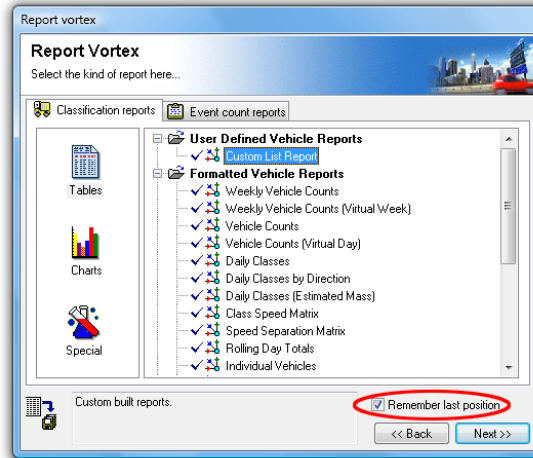 Report vortex
Report Vortex
Select the kind of report here...
Classification reports
Event count reports
Tables
Charts
Special
User Defined Vehicle Reports
Custom List Report
Formatted Vehicle Reports
Weekly Vehicle Counts
Weekly Vehicle Counts (Virtual Week)
Vehicle Counts
Vehicle Counts (Virtual Day)
Daily Classes
Daily Classes by Direction
Daily Classes (Estimated Mass)
Class Speed Matrix
Speed Separation Matrix
Rolling Day Totals
Individual Vehicles
Custom built reports.
Remember last position
<< Back
Next >>